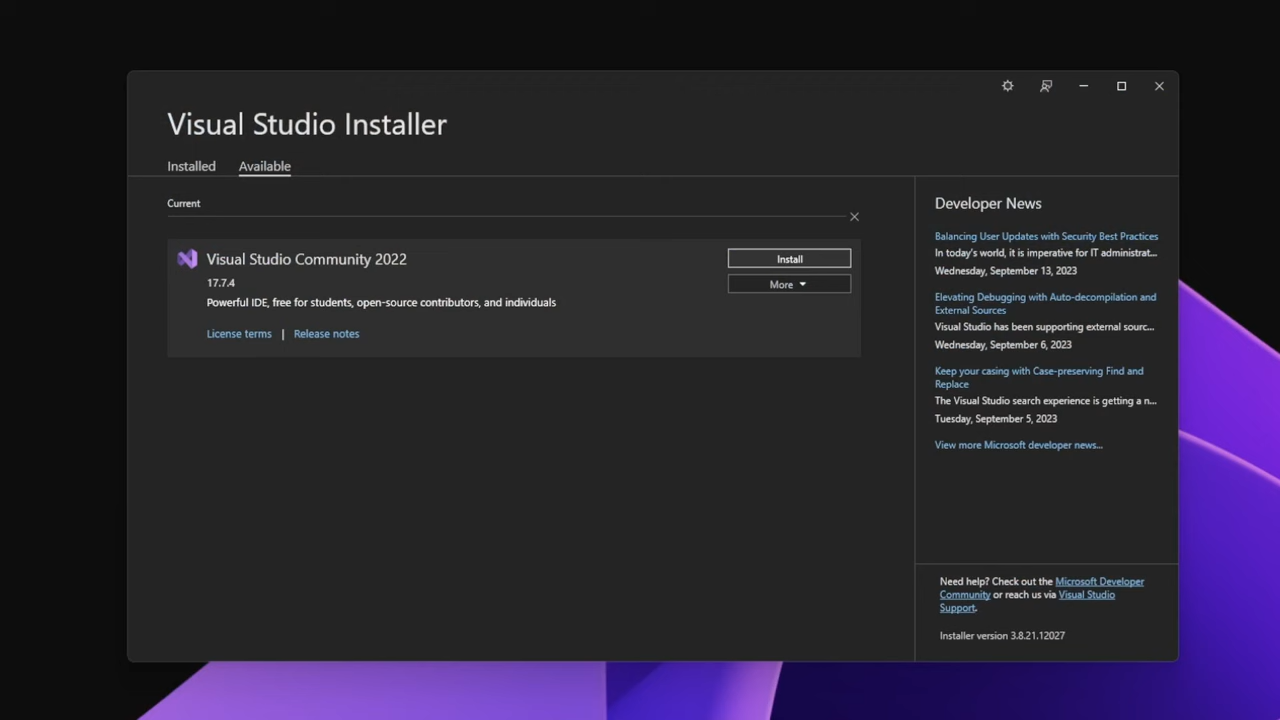 Visual Studio Installer
Installed
Available
Current
Visual Studio Community 2022
17.7.4
Powerful IDE, free for students, open-source contributors, and individuals
License terms | Release notes
Install
More
Developer News
Balancing User Updates with Security Best Practices
In today's world, it is imperative for IT administrat...
Wednesday, September 13, 2023
Elevating Debugging with Auto-decompilation and
External Sources
Visual Studio has been supporting external sourc...
Wednesday, September 6, 2023
Keep your casing with Case-preserving Find and
Replace
The Visual Studio search experience is getting a n...
Tuesday, September 5, 2023
View more Microsoft developer news...
Need help? Check out the Microsoft Developer
Community or reach us via Visual Studio
Support.
Installer version 3.8.21.12027